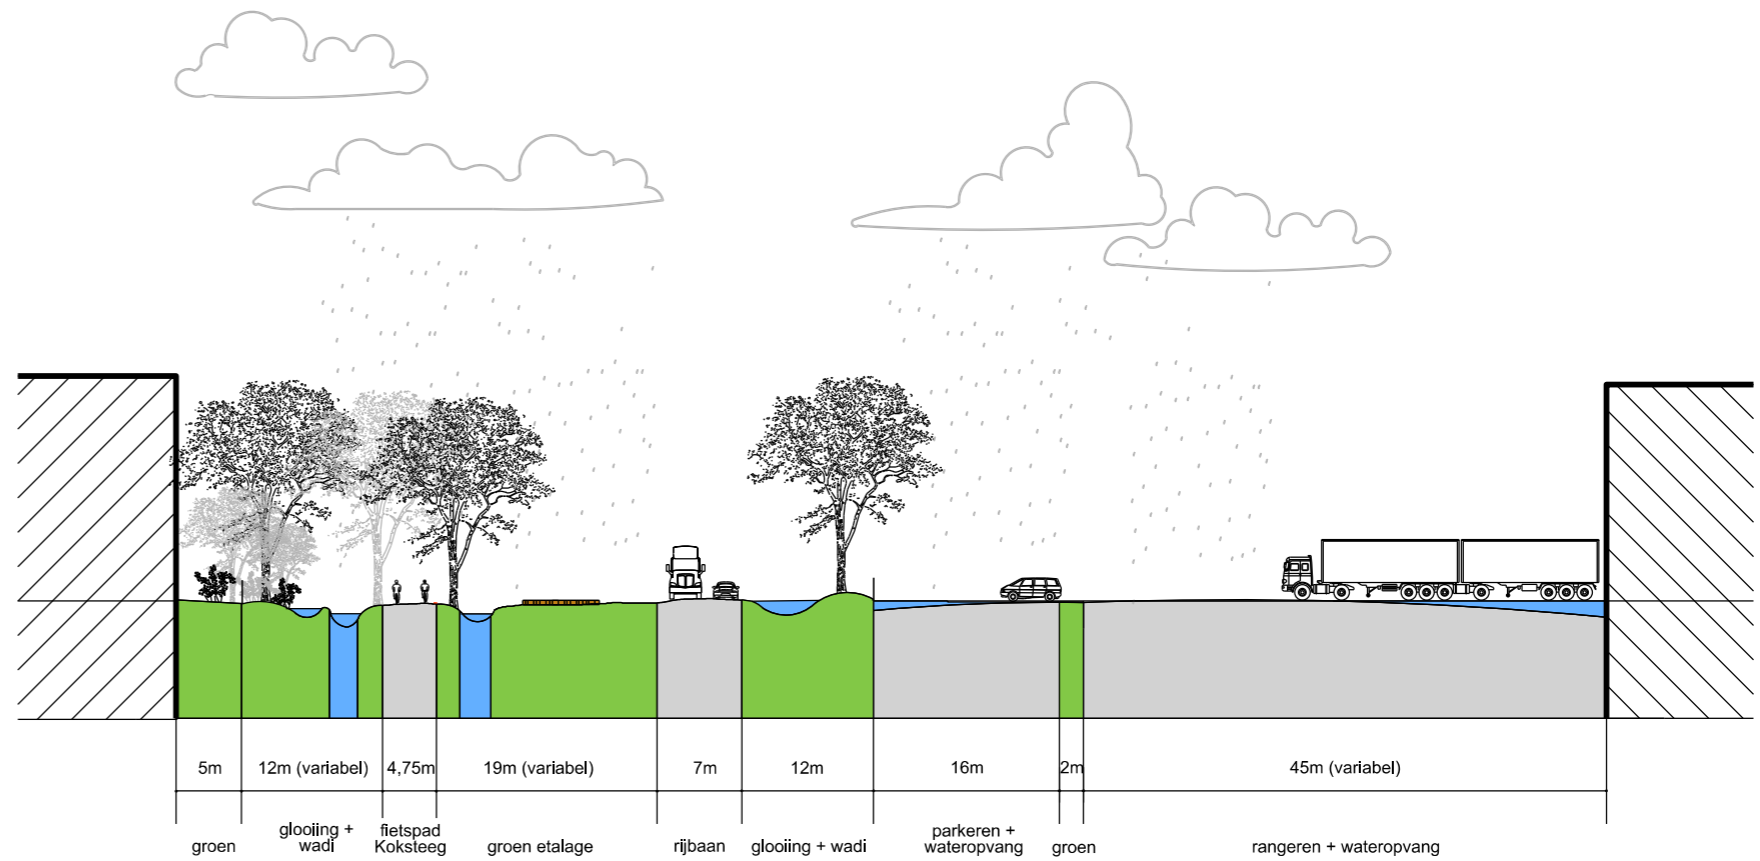 5m 12m (variabel) 4,75m 19m (variabel) 7m 12m 16m 2m 45m (variabel)
groen
glooiing +
wadi
fietspad
Koksteeg
groen etalage
rijbaan
glooiing + wadi
parkeren +
wateropvang
groen
rangeren + wateropvang